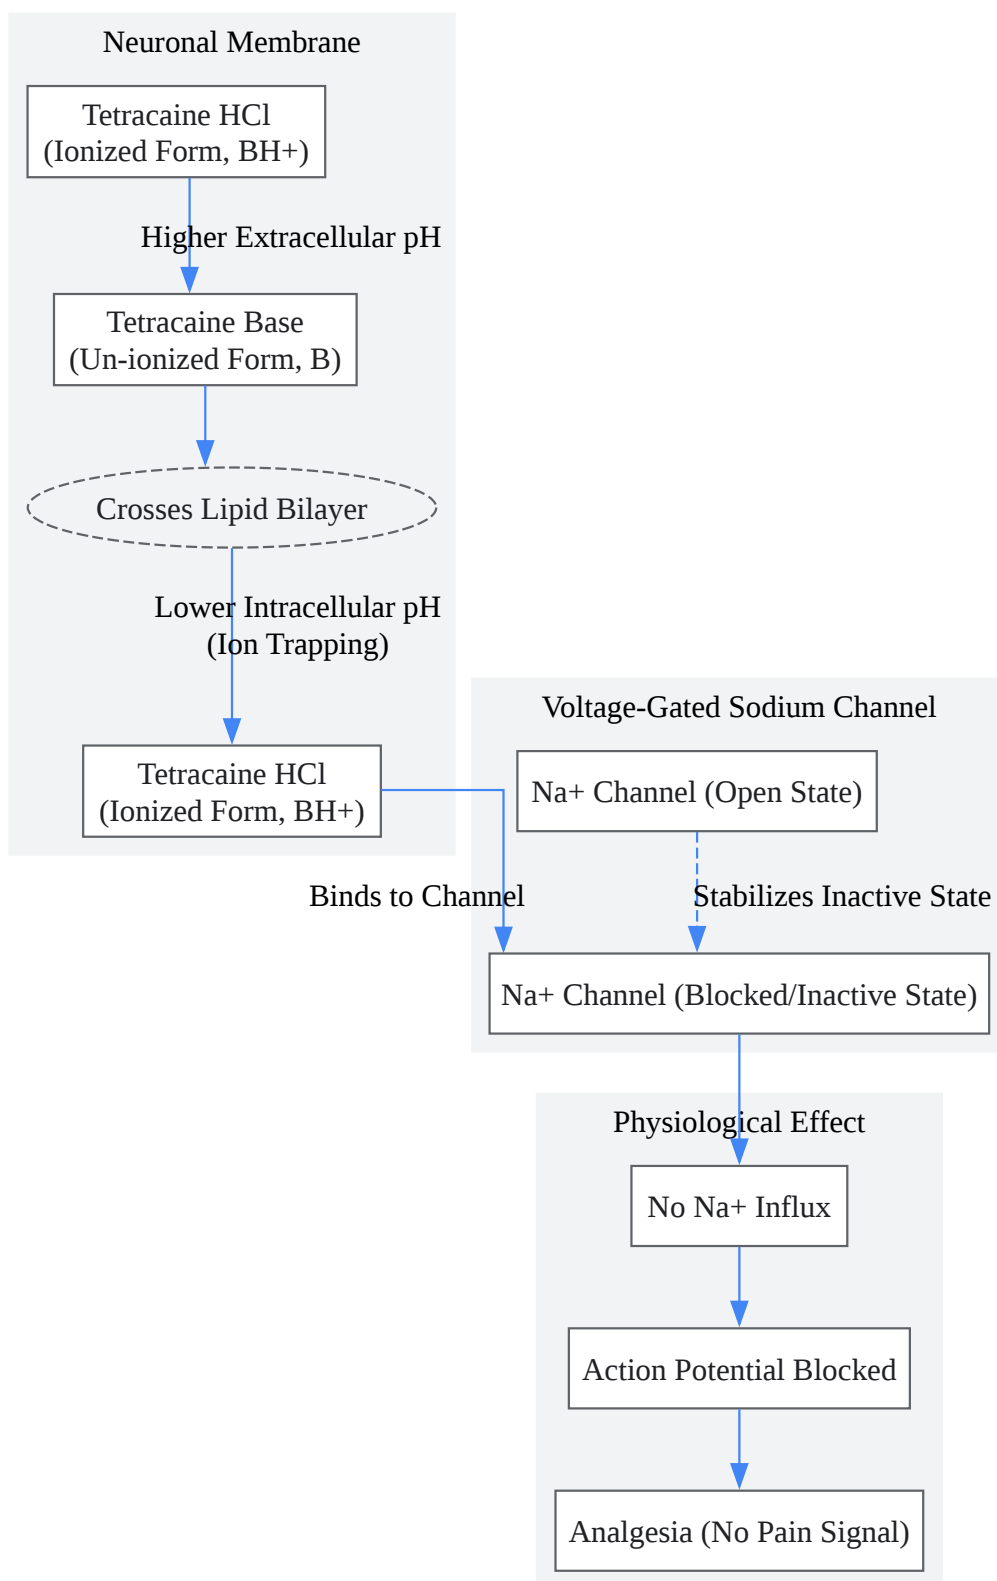 Neuronal Membrane
Tetracaine HCl
(Ionized Form, BH+)
Higher Extracellular pH
Tetracaine Base
(Un-ionized Form, B)
Crosses Lipid Bilayer
Lower Intracellular pH
(Ion Trapping)
Tetracaine HCl
(Ionized Form, BH+)
Voltage-Gated Sodium Channel
Na+ Channel (Open State)
Binds to Channel
Stabilizes Inactive State
Na+ Channel (Blocked/Inactive State)
Physiological Effect
No Na+ Influx
Action Potential Blocked
Analgesia (No Pain Signal)